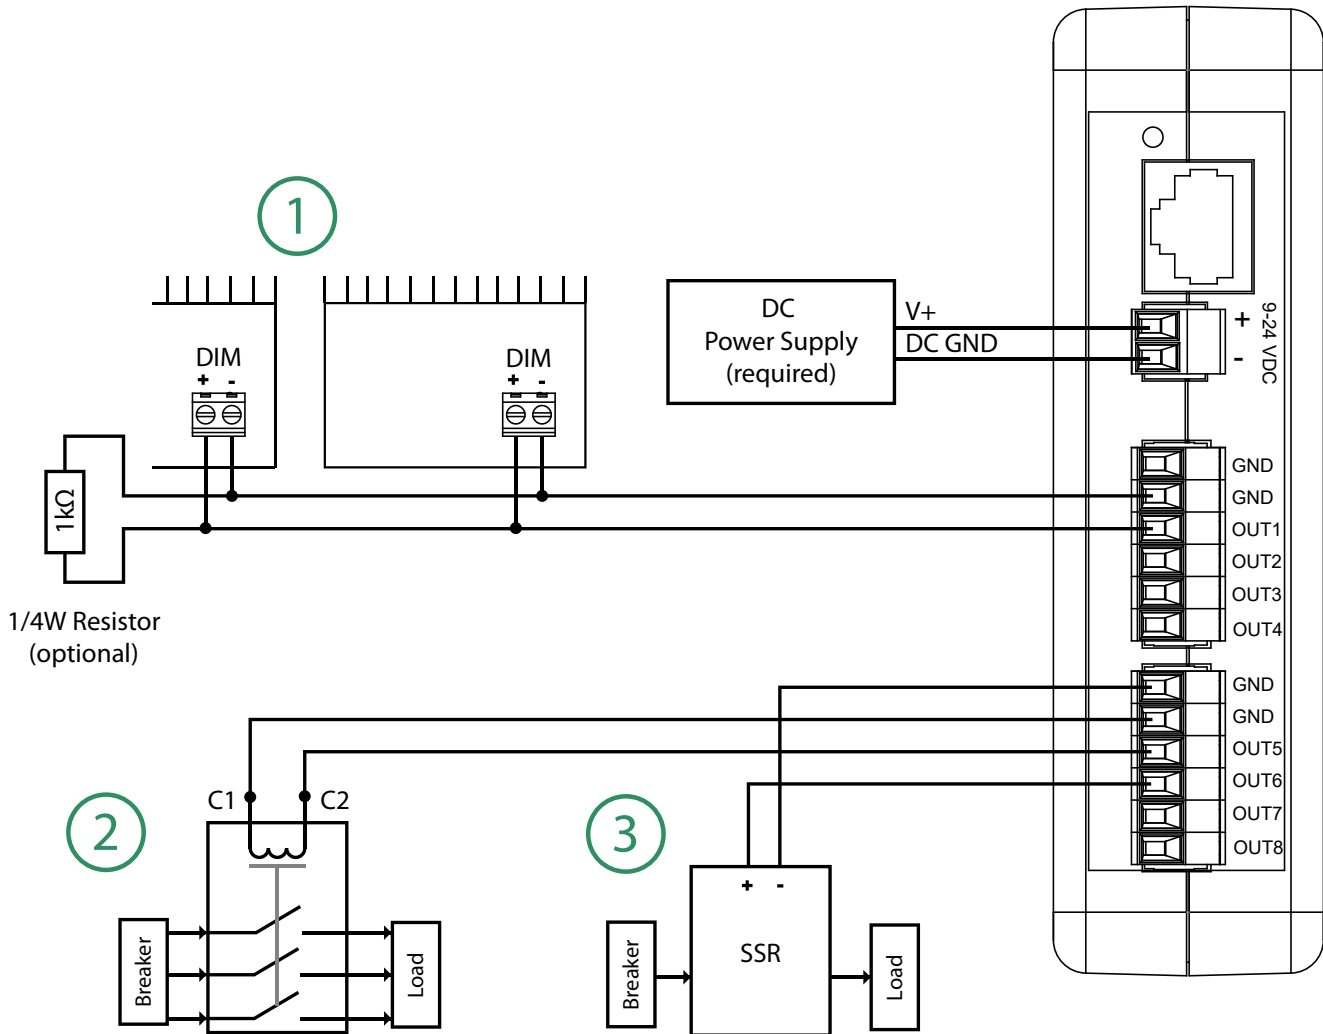 1
DIM
+ -
DIM
+ -
1kΩ
1/4W Resistor
(optional)
DC
Power Supply
(required)
V+
DC GND
+
-
9-24 VDC
GND
GND
OUT1
OUT2
OUT3
OUT4
GND
GND
OUT5
OUT6
OUT7
OUT8
2
C1
C2
Breaker
Load
3
+ -
SSR
Breaker
Load